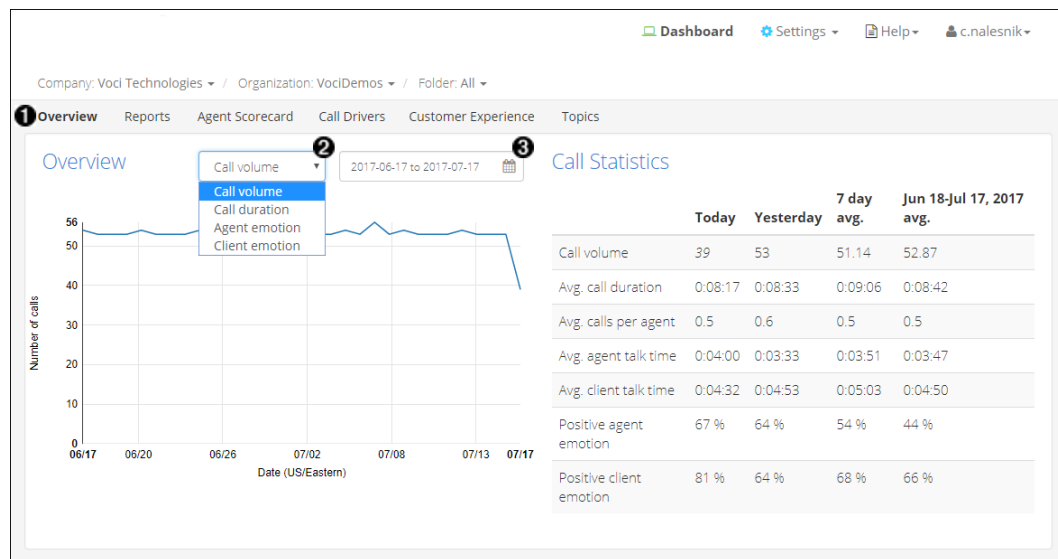 Dashboard Settings Help c.nalesnik
Company: Voci Technologies / Organization: VociDemos / Folder: All
1 Overview Reports Agent Scorecard Call Drivers Customer Experience Topics
Overview
Call volume 2
2017-06-17 to 2017-07-17 3
Call volume
Call duration
Agent emotion
Client emotion
56
50
40
30
20
10
0
Number of calls
06/17 06/20 06/26 07/02 07/08 07/13 07/17
Date (US/Eastern)
Call Statistics
Today Yesterday 7 day avg. Jun 18-Jul 17, 2017 avg.
Call volume 39 53 51.14 52.87
Avg. call duration 0:08:17 0:08:33 0:09:06 0:08:42
Avg. calls per agent 0.5 0.6 0.5 0.5
Avg. agent talk time 0:04:00 0:03:33 0:03:51 0:03:47
Avg. client talk time 0:04:32 0:04:53 0:05:03 0:04:50
Positive agent emotion 67 % 64 % 54 % 44 %
Positive client emotion 81 % 64 % 68 % 66 %